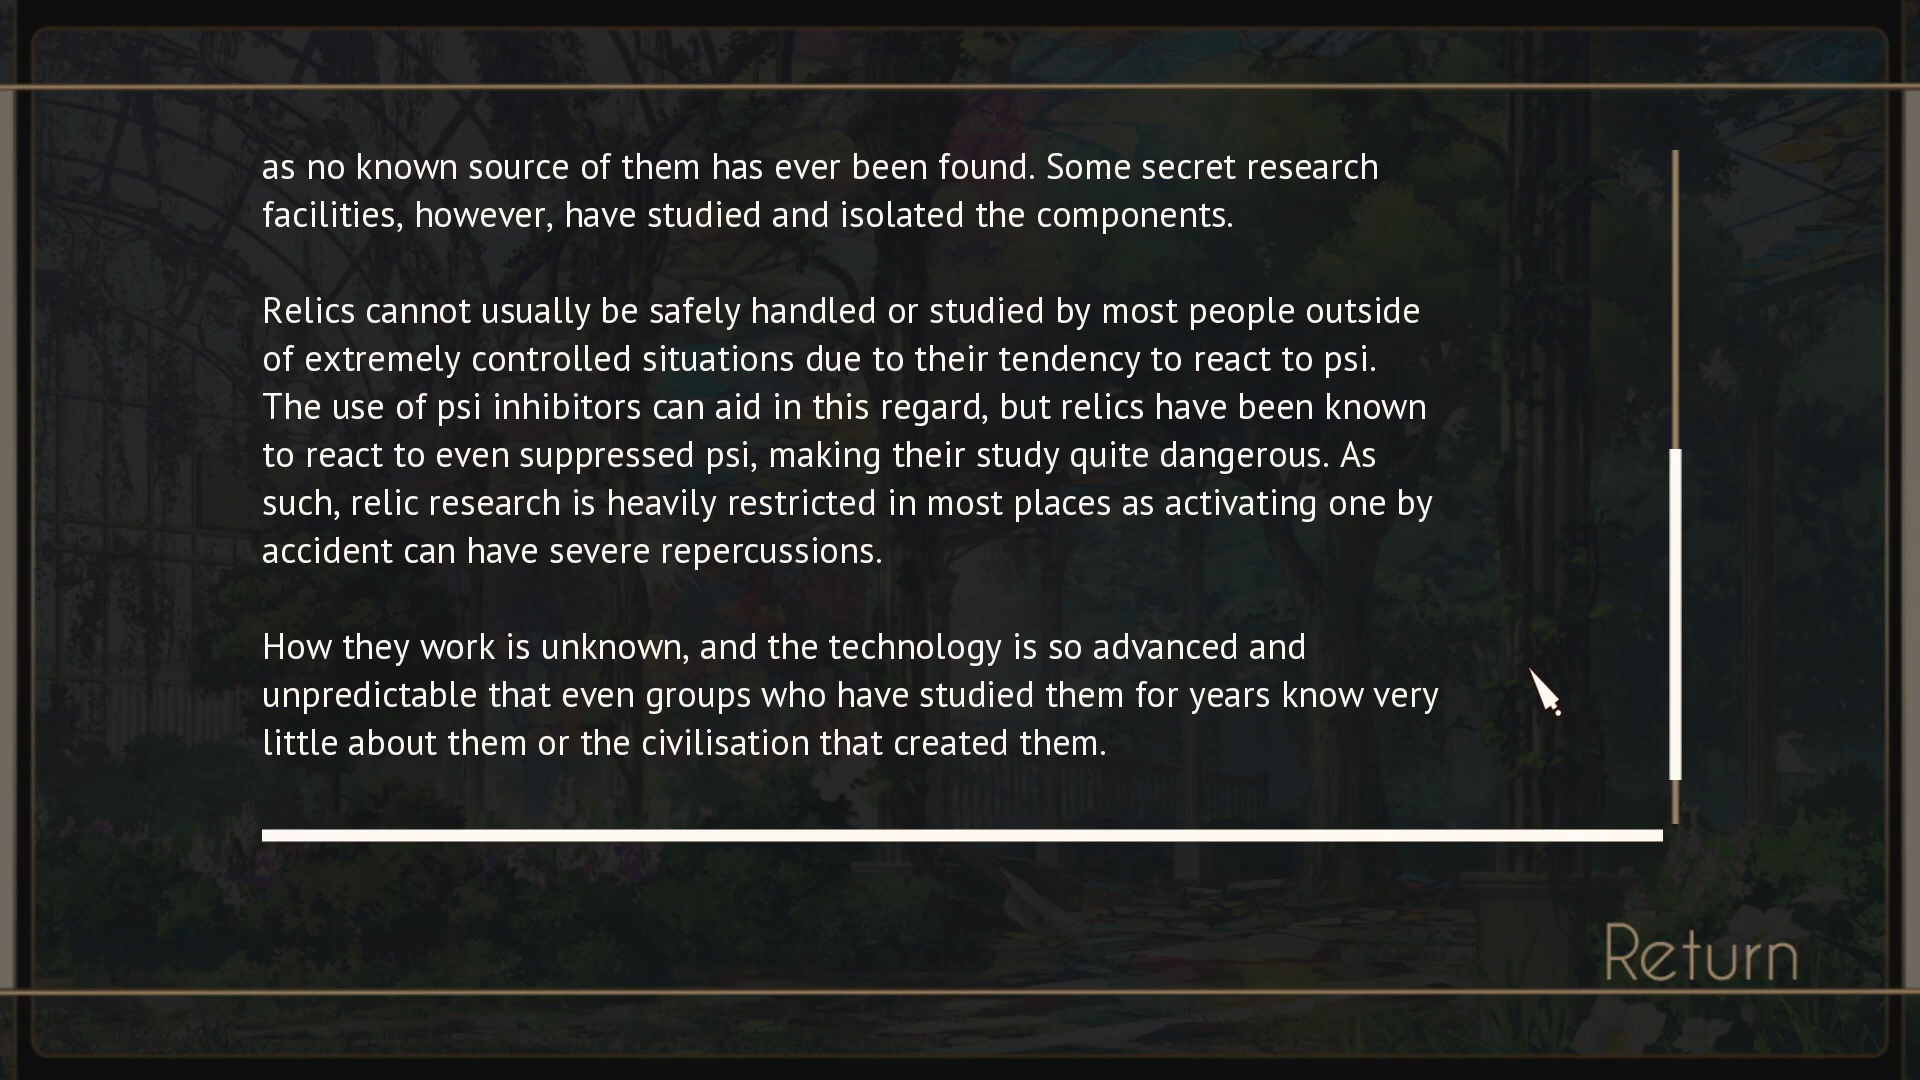 as no known source of them has ever been found. Some secret research
facilities, however, have studied and isolated the components.
Relics cannot usually be safely handled or studied by most people outside
of extremely controlled situations due to their tendency to react to psi.
The use of psi inhibitors can aid in this regard, but relics have been known
to react to even suppressed psi, making their study quite dangerous. As
such, relic research is heavily restricted in most places as activating one by
accident can have severe repercussions.
How they work is unknown, and the technology is so advanced and
unpredictable that even groups who have studied them for years know very
little about them or the civilisation that created them.
Return